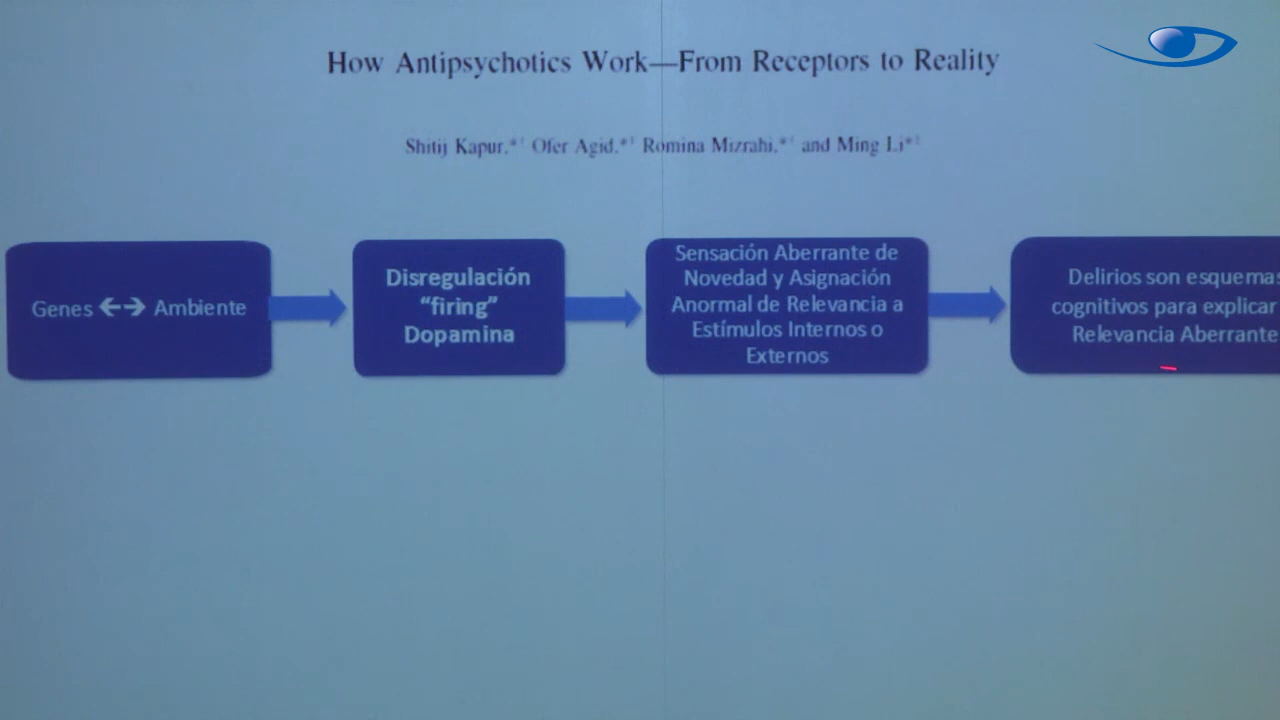 How Antipsychotics Work—From Receptors to Reality
Shitij Kapur,*† Ofer Agid,*† Romina Mizrahi,*† and Ming Li*†
Genes ←→ Ambiente
Disregulación
“firing”
Dopamina
Sensación Aberrante de
Novedad y Asignación
Anormal de Relevancia a
Estímulos Internos o
Externos
Delirios son esquemas
cognitivos para explicar
Relevancia Aberrante